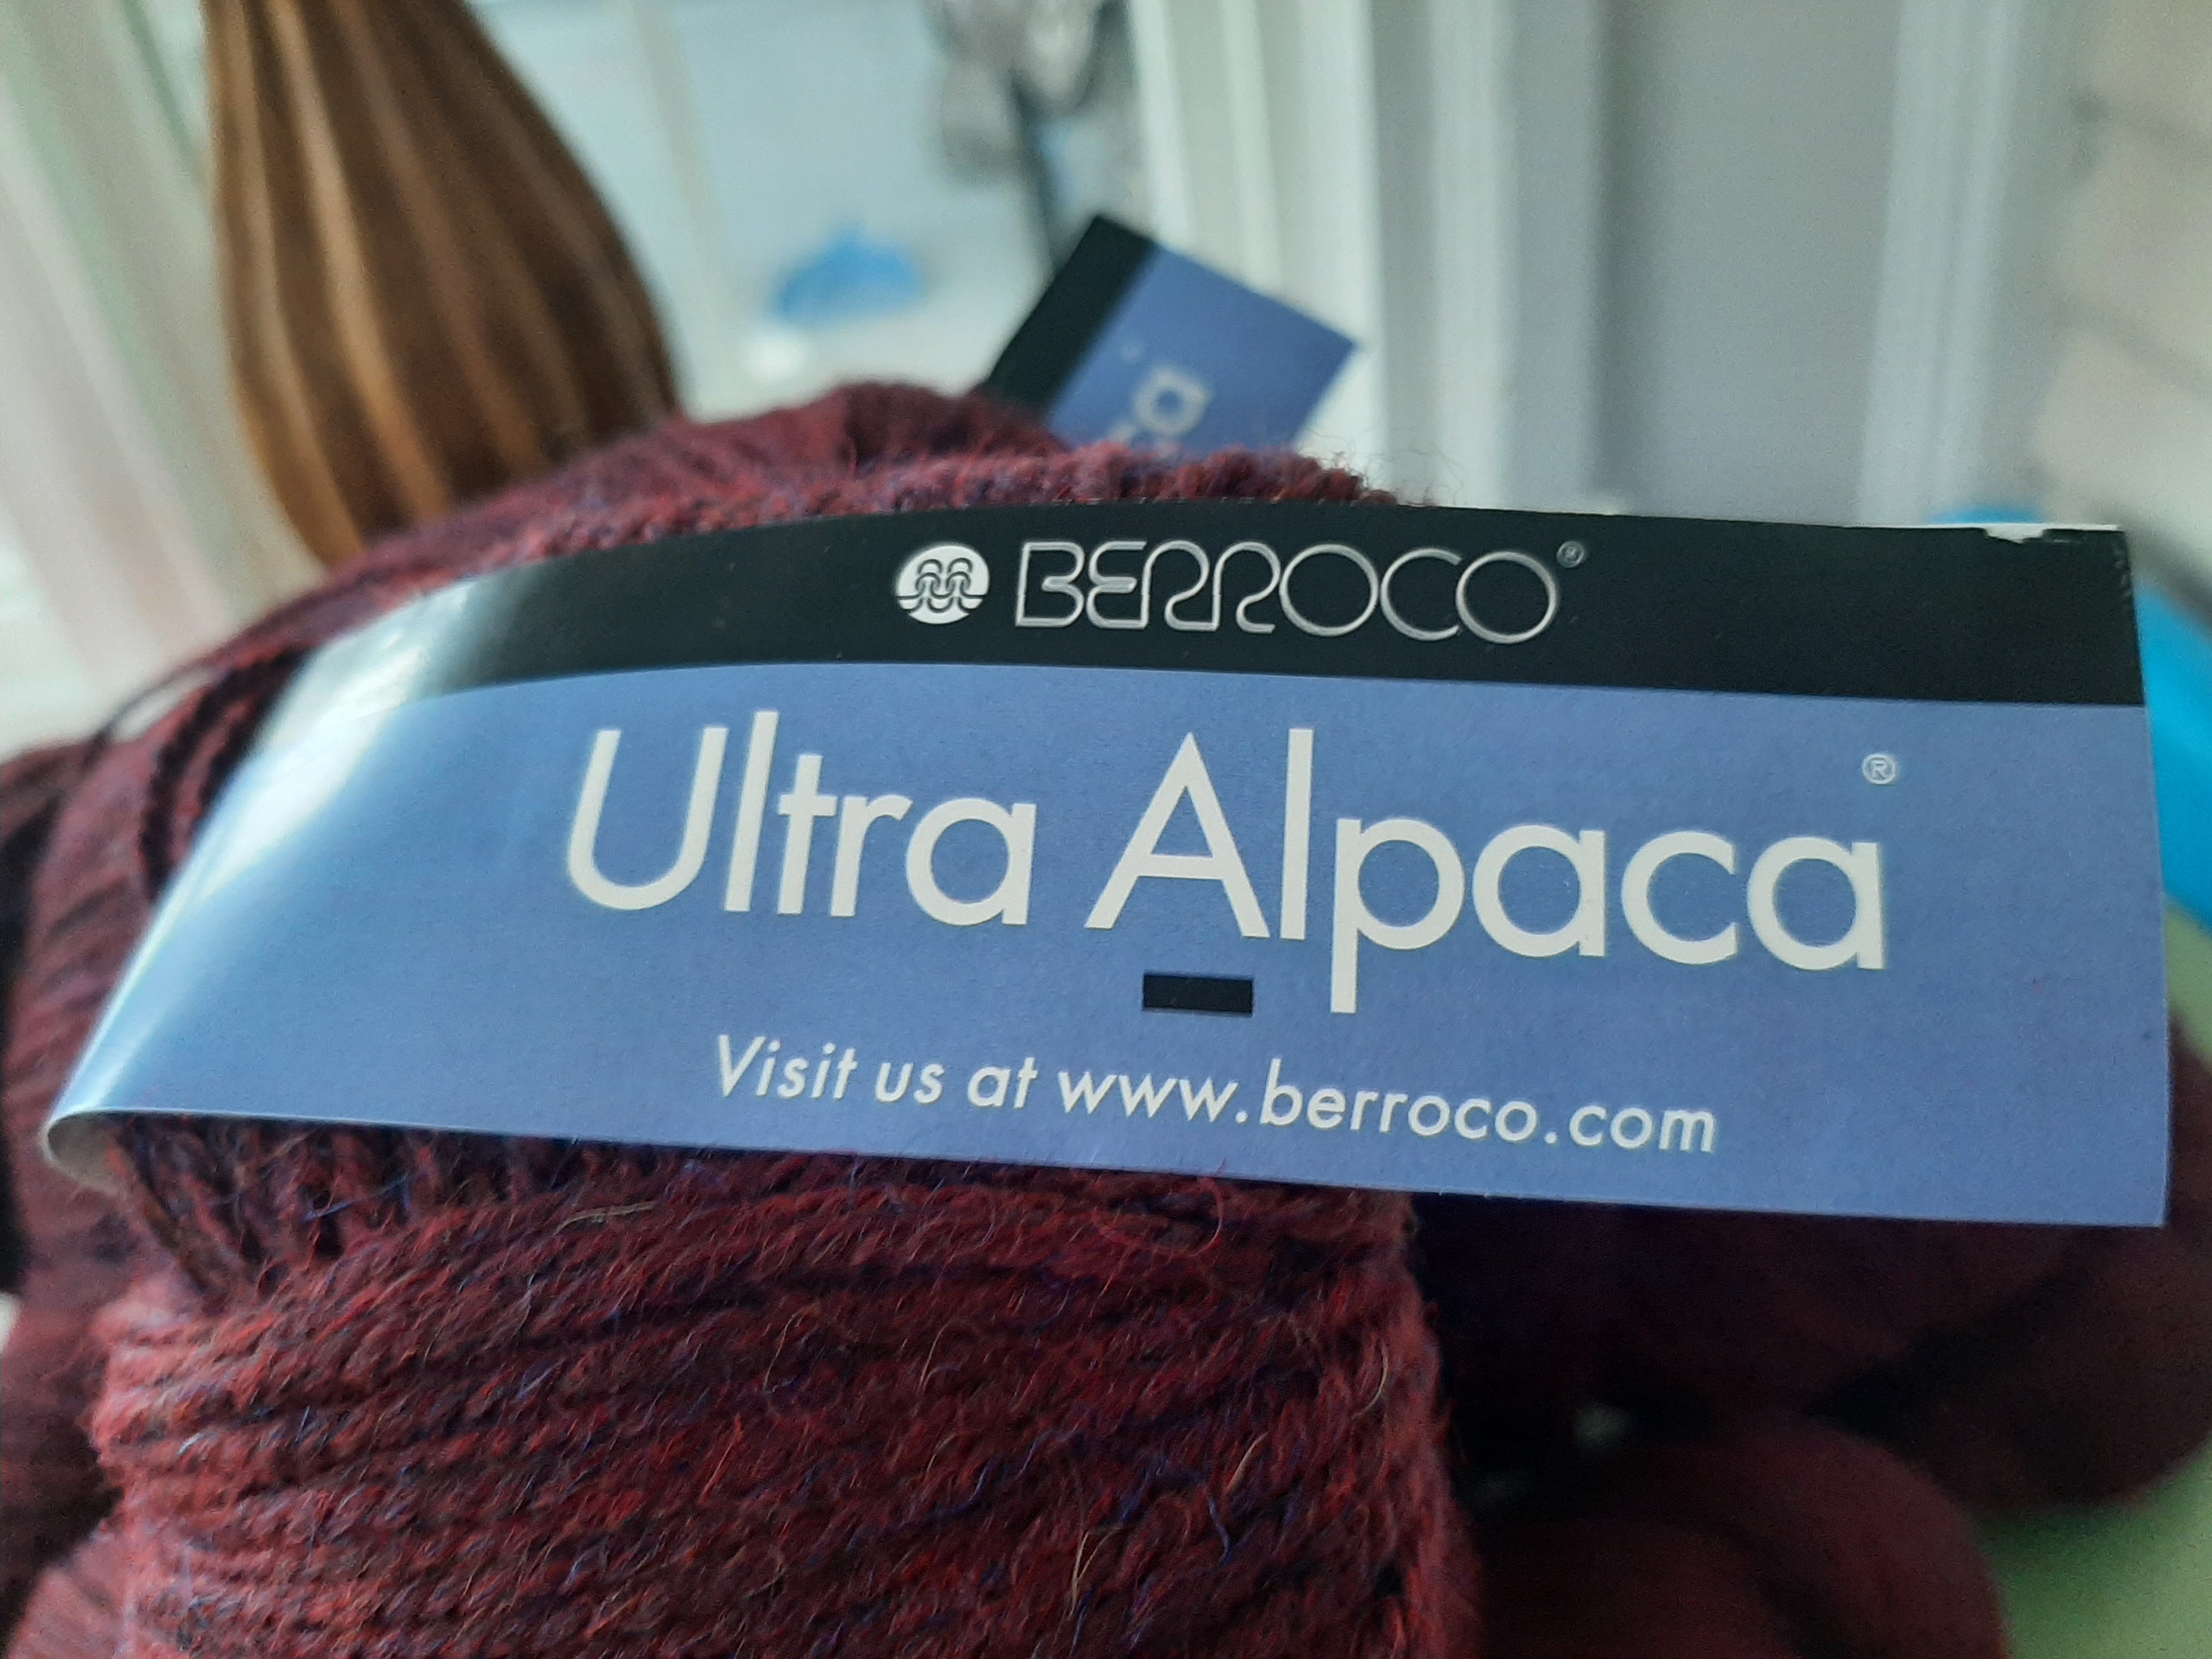 BERROCO®
Ultra Alpaca®
Visit us at www.berroco.com